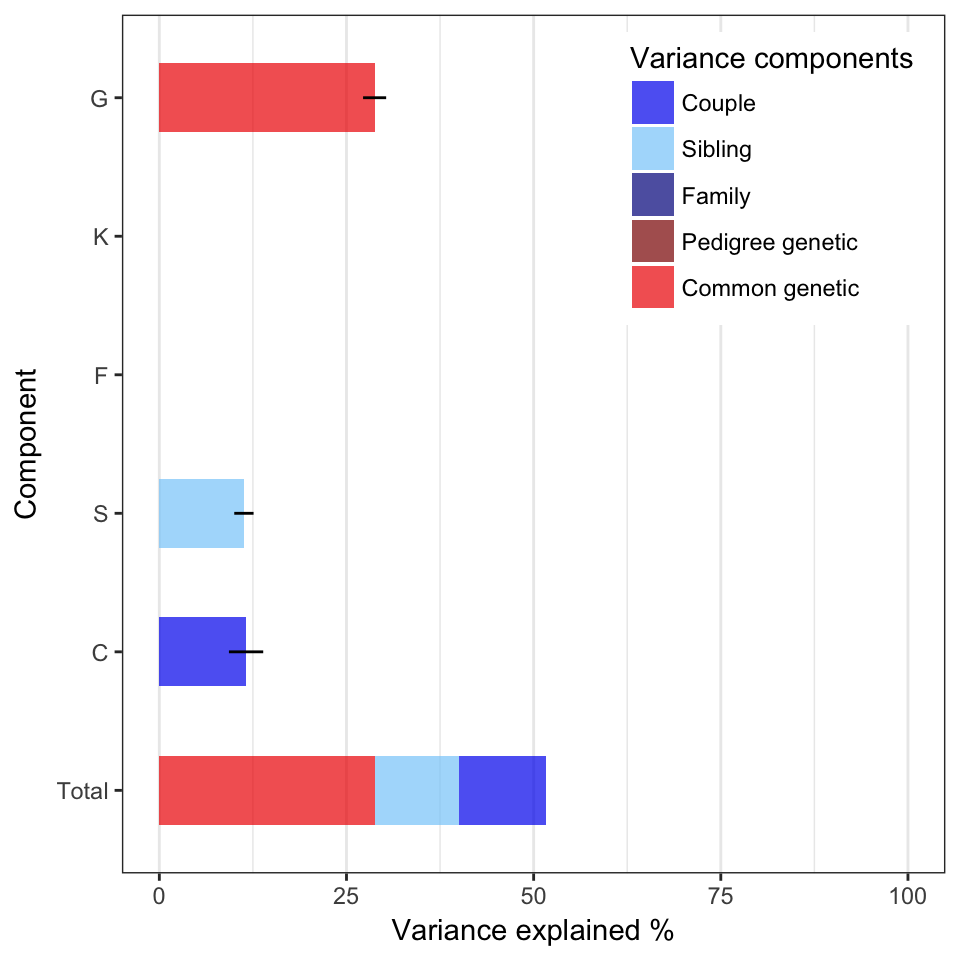 Variance components
Couple
Sibling
Family
Pedigree genetic
Common genetic
G
K
F
S
C
Total
Component
0 25 50 75 100
Variance explained %